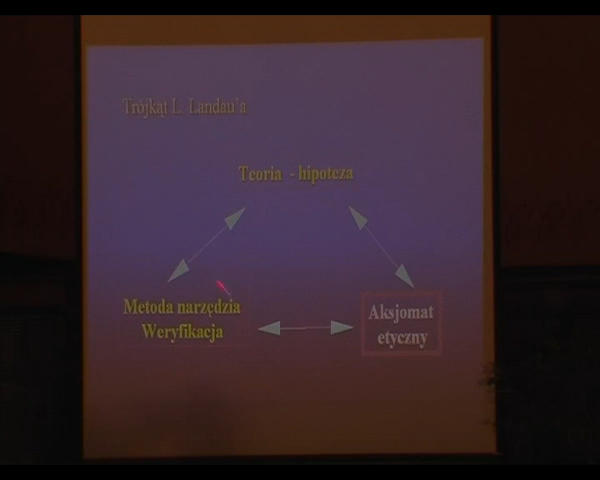 Trójkąt L. Landau'a
Teoria - hipoteza
Metoda narzędzia
Weryfikacja
Aksjomat
etyczny